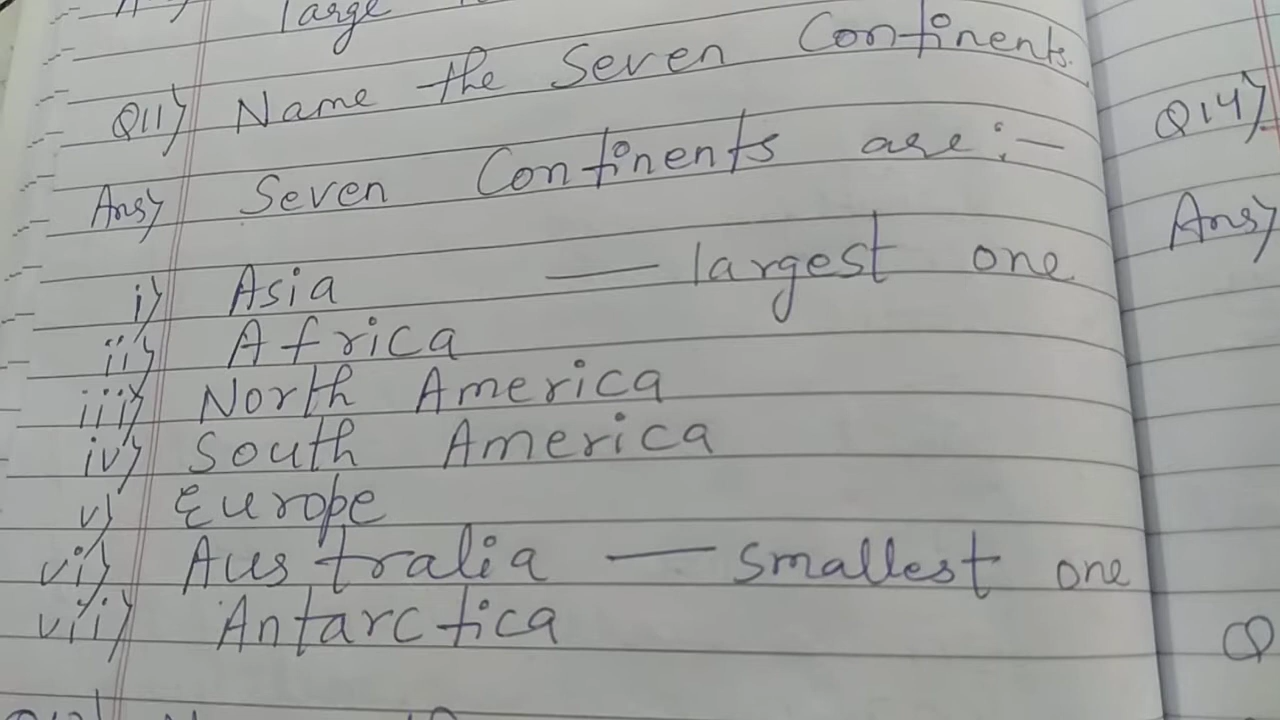 large
Q11) Name the Seven Continents.
Ans) Seven Continents are :-
i) Asia — largest one
ii) Africa
iii) North America
iv) South America
v) Europe
vi) Australia — smallest one
vii) Antarctica
Q14)
Ans)
Q